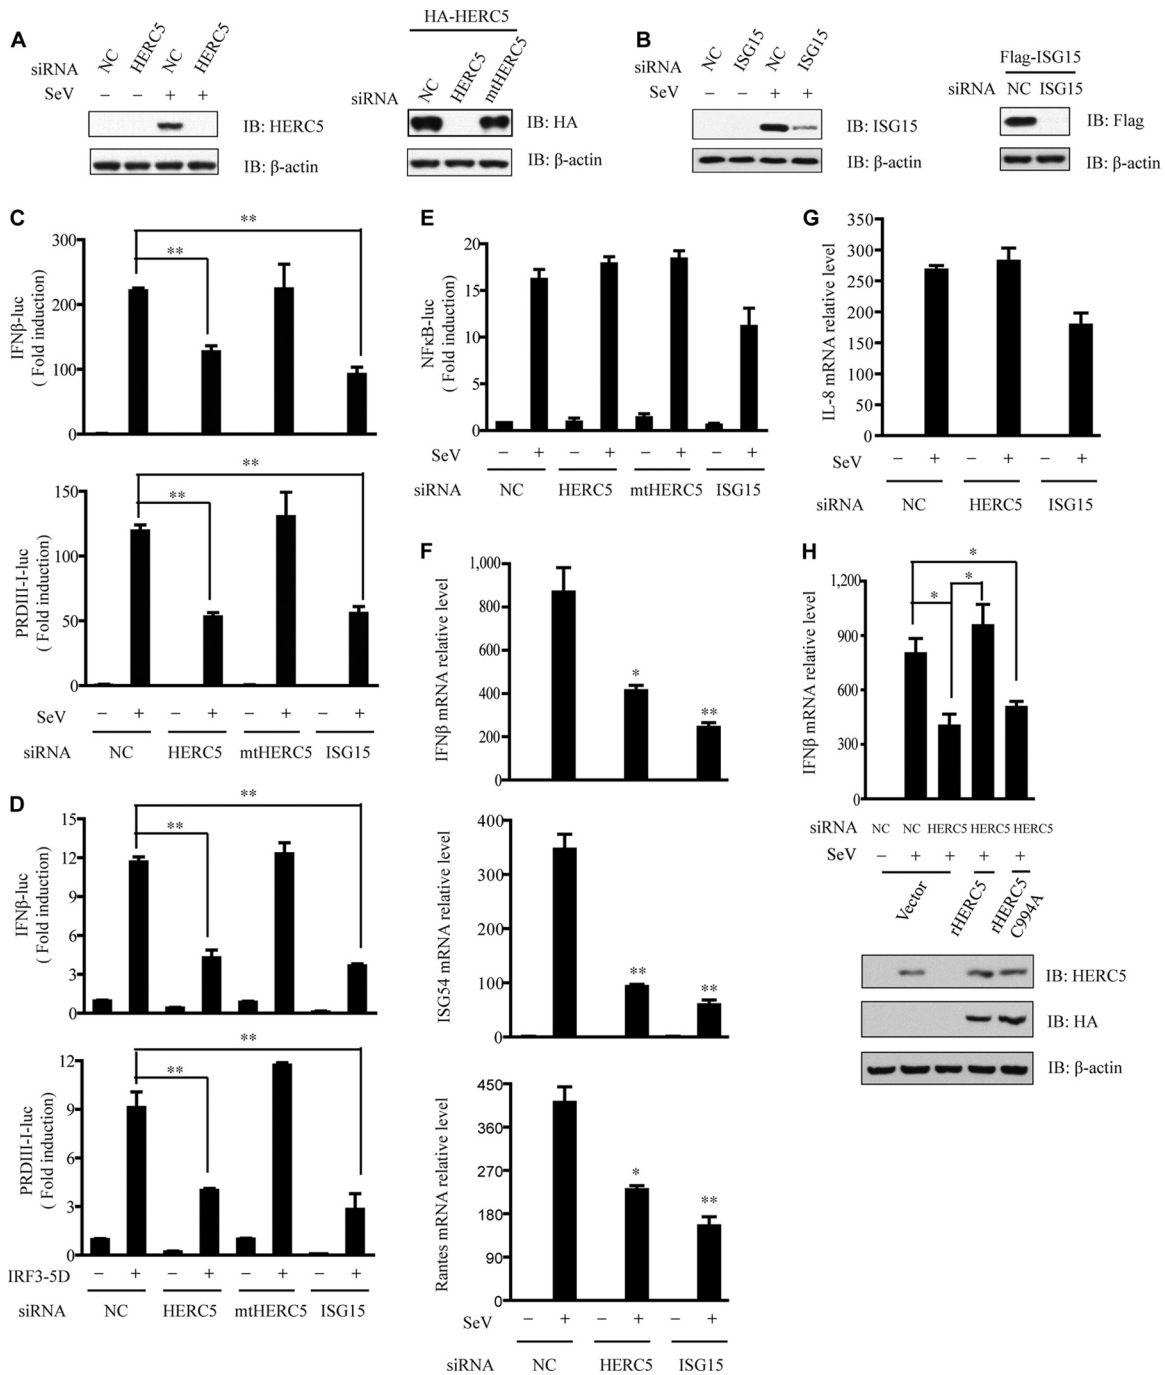 A
siRNA NC HERC5 NC HERC5
SeV – – + +
IB: HERC5
IB: β-actin
HA-HERC5
siRNA NC HERC5 mtHERC5
IB: HA
IB: β-actin
B
siRNA NC ISG15 NC ISG15
SeV – – + +
IB: ISG15
IB: β-actin
Flag-ISG15
siRNA NC ISG15
IB: Flag
IB: β-actin
C
IFNβ-luc
( Fold induction)
300
200
100
0
** **
PRDIII-I-luc
( Fold induction)
150
100
50
0
** **
SeV – + – + – + – +
siRNA NC HERC5 mtHERC5 ISG15
D
IFNβ-luc
( Fold induction)
15
12
9
6
3
0
** **
PRDIII-I-luc
( Fold induction)
12
9
6
3
0
** **
IRF3-5D – + – + – + – +
siRNA NC HERC5 mtHERC5 ISG15
E
NFκB-luc
( Fold induction)
20
15
10
5
0
SeV – + – + – + – +
siRNA NC HERC5 mtHERC5 ISG15
F
IFNβ mRNA relative level
1,000
800
600
400
200
0
* **
ISG54 mRNA relative level
400
300
200
100
0
** **
Rantes mRNA relative level
450
360
270
180
90
0
* **
SeV – + – + – +
siRNA NC HERC5 ISG15
G
IL-8 mRNA relative level
350
300
250
200
150
100
50
0
SeV – + – + – +
siRNA NC HERC5 ISG15
H
IFNβ mRNA relative level
1,200
900
600
300
0
* * *
siRNA NC NC HERC5 HERC5 HERC5
SeV – + + + +
Vector rHERC5 rHERC5 C994A
IB: HERC5
IB: HA
IB: β-actin